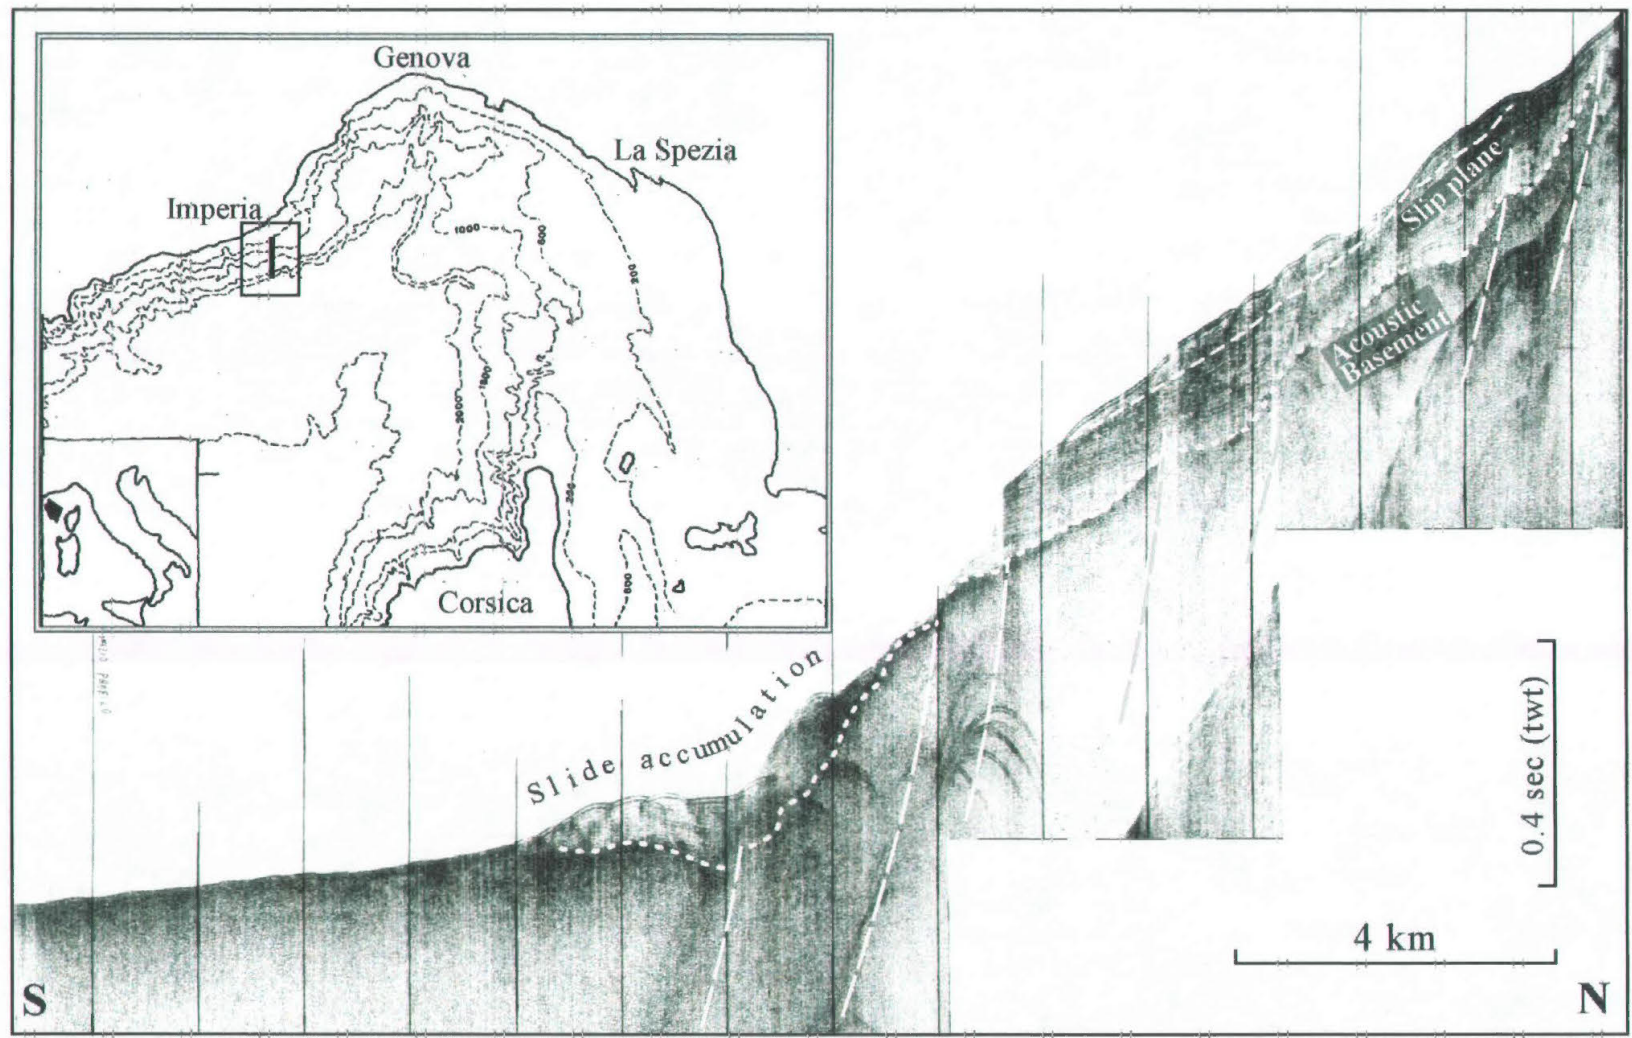 Genova
La Spezia
Imperia
1000
600
200
2000
1500
200
600
Corsica
Slip plane
Acoustic
Basement
Slide accumulation
0.4 sec (twt)
4 km
S
N